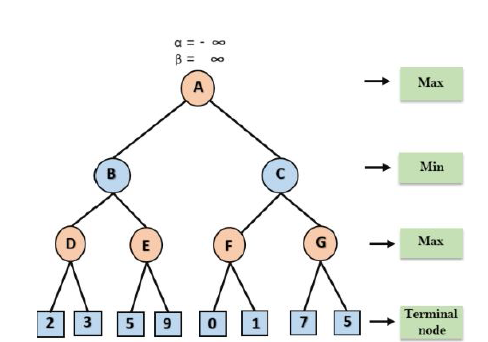 α = - ∞
β = ∞
A
Max
B
C
Min
D
E
F
G
Max
2 3 5 9 0 1 7 5
Terminal
node